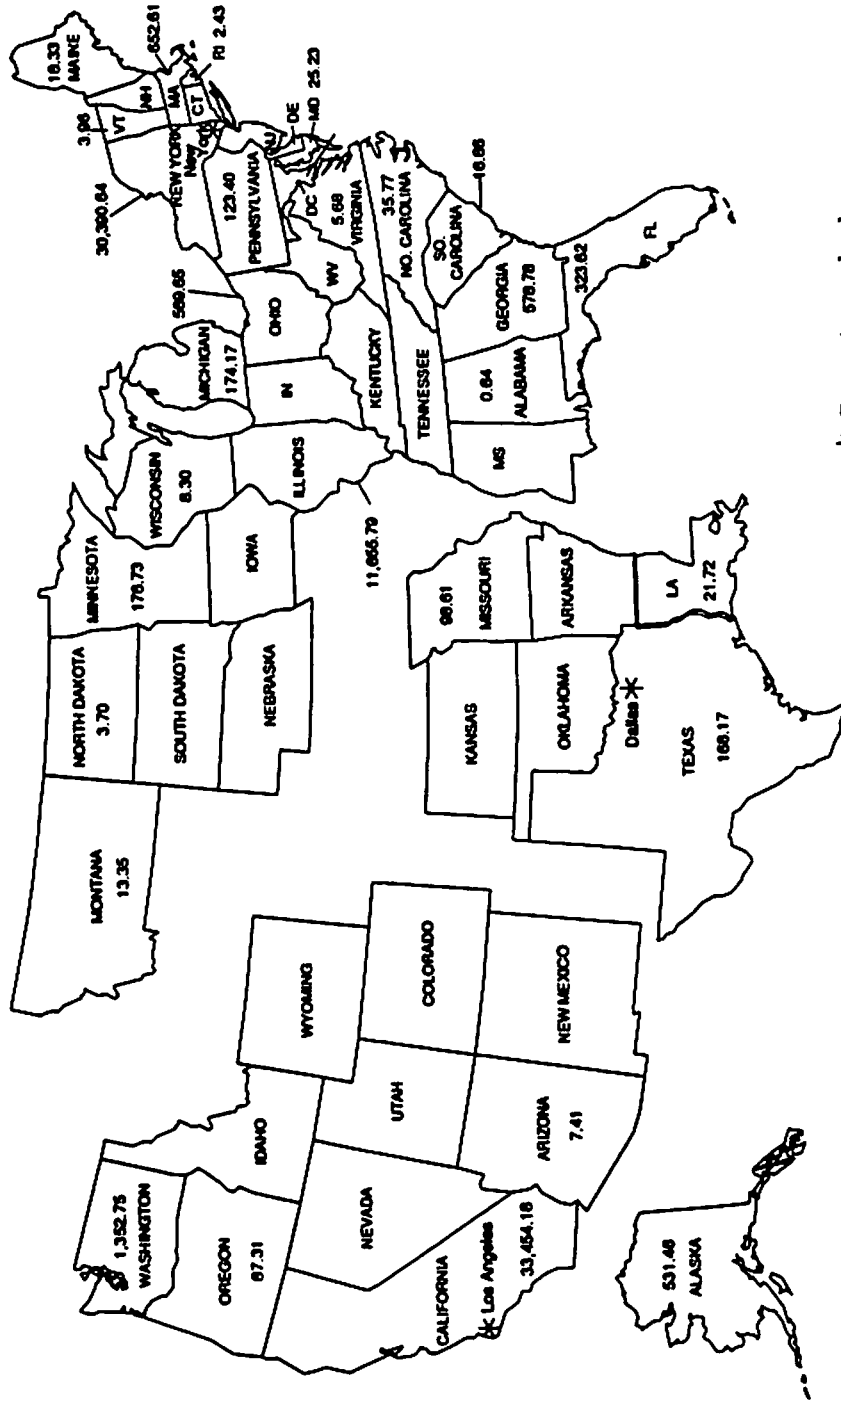 1,352.75
WASHINGTON
OREGON
67.31
CALIFORNIA
Los Angeles
33,454.18
NEVADA
IDAHO
UTAH
ARIZONA
7.41
531.46
ALASKA
MONTANA
13.35
WYOMING
COLORADO
NEW MEXICO
NORTH DAKOTA
3.70
SOUTH DAKOTA
NEBRASKA
KANSAS
OKLAHOMA
Dallas
TEXAS
168.17
MINNESOTA
176.73
IOWA
98.61
MISSOURI
ARKANSAS
LA
21.72
WISCONSIN
8.30
ILLINOIS
11,655.79
MICHIGAN
174.17
IN
OHIO
569.65
KENTUCKY
TENNESSEE
MS
0.64
ALABAMA
GEORGIA
578.78
323.62
FL
SO.
CAROLINA
16.66
35.77
NO. CAROLINA
5.68
VIRGINIA
DC
WV
123.40
PENNSYLVANIA
30,390.64
NEW YORK
New
York
3.96
VT
NH
18.33
MAINE
MA
652.61
CT
RI 2.43
NJ
DE
MD 25.23